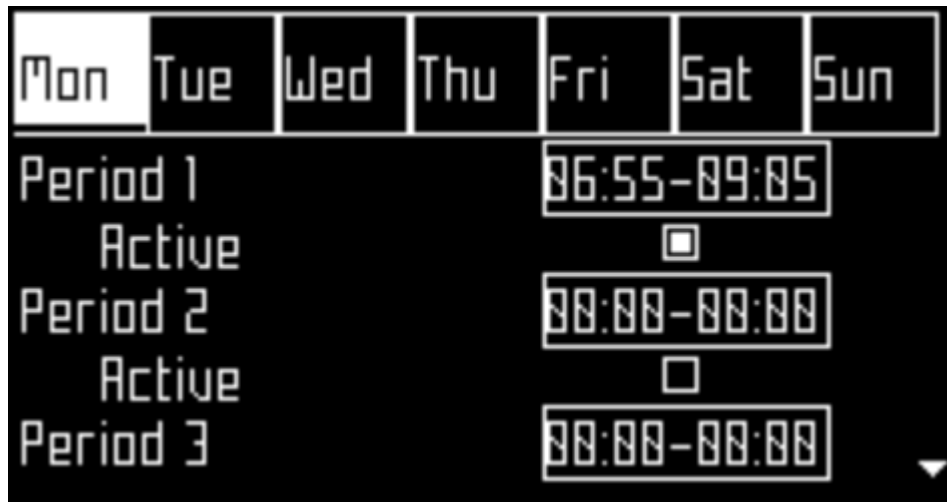 Mon Tue Wed Thu Fri Sat Sun
Period 1 06:55-09:05
Active
Period 2 00:00-00:00
Active
Period 3 00:00-00:00